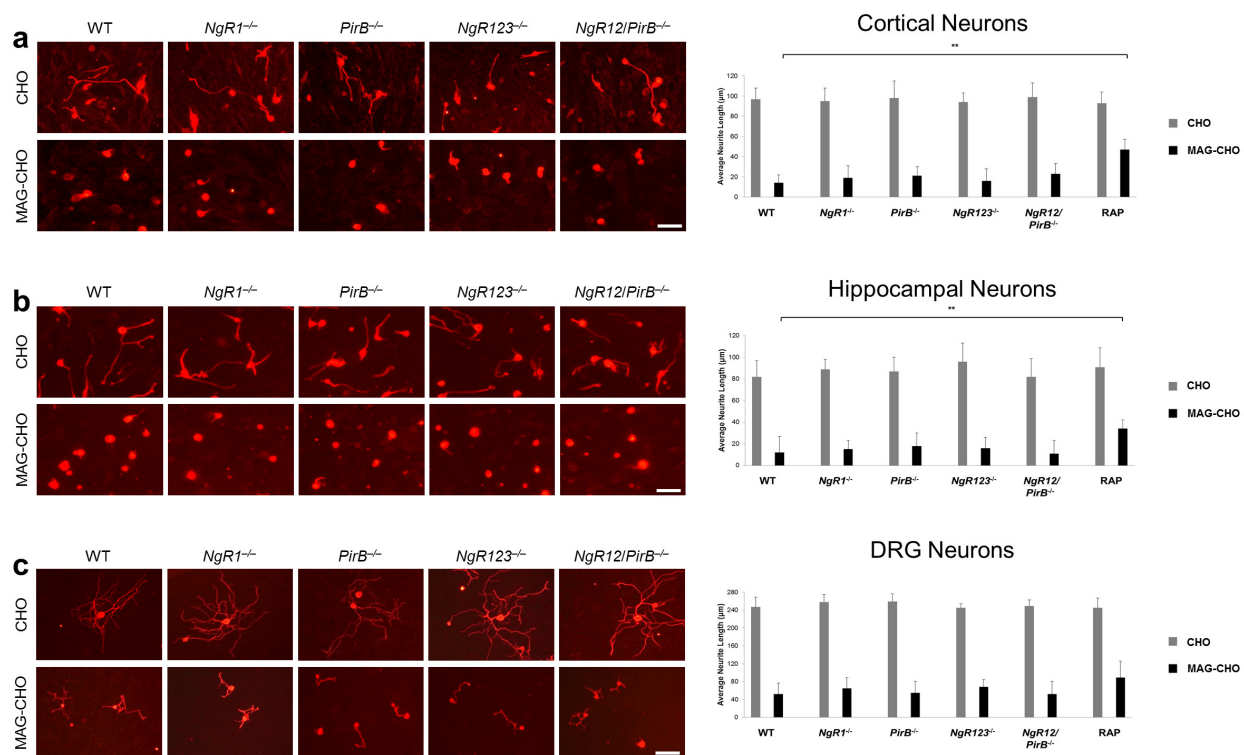 a
WT NgR1–/– PirB–/– NgR123–/– NgR12/PirB–/–
CHO
MAG-CHO
Cortical Neurons
**
Average Neurite Length (µm)
120
100
80
60
40
20
0
WT NgR1-/- PirB-/- NgR123-/- NgR12/ RAP
PirB-/-
CHO
MAG-CHO
b
WT NgR1–/– PirB–/– NgR123–/– NgR12/PirB–/–
CHO
MAG-CHO
Hippocampal Neurons
**
Average Neurite Length (µm)
120
100
80
60
40
20
0
WT NgR1-/- PirB-/- NgR123-/- NgR12/ RAP
PirB-/-
CHO
MAG-CHO
c
WT NgR1–/– PirB–/– NgR123–/– NgR12/PirB–/–
CHO
MAG-CHO
DRG Neurons
Average Neurite Length (µm)
280
240
200
160
120
80
40
0
WT NgR1-/- PirB-/- NgR123-/- NgR12/ RAP
PirB-/-
CHO
MAG-CHO